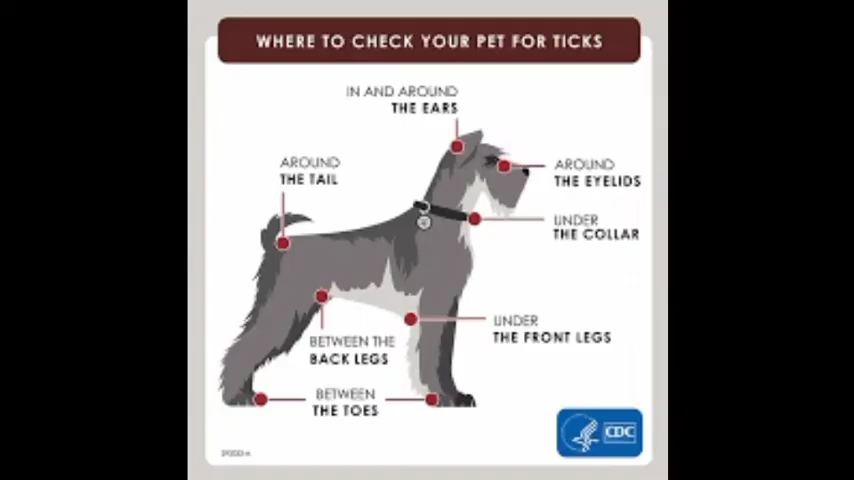 WHERE TO CHECK YOUR PET FOR TICKS
IN AND AROUND
THE EARS
AROUND
THE TAIL
AROUND
THE EYELIDS
UNDER
THE COLLAR
UNDER
THE FRONT LEGS
BETWEEN THE
BACK LEGS
BETWEEN
THE TOES
CDC